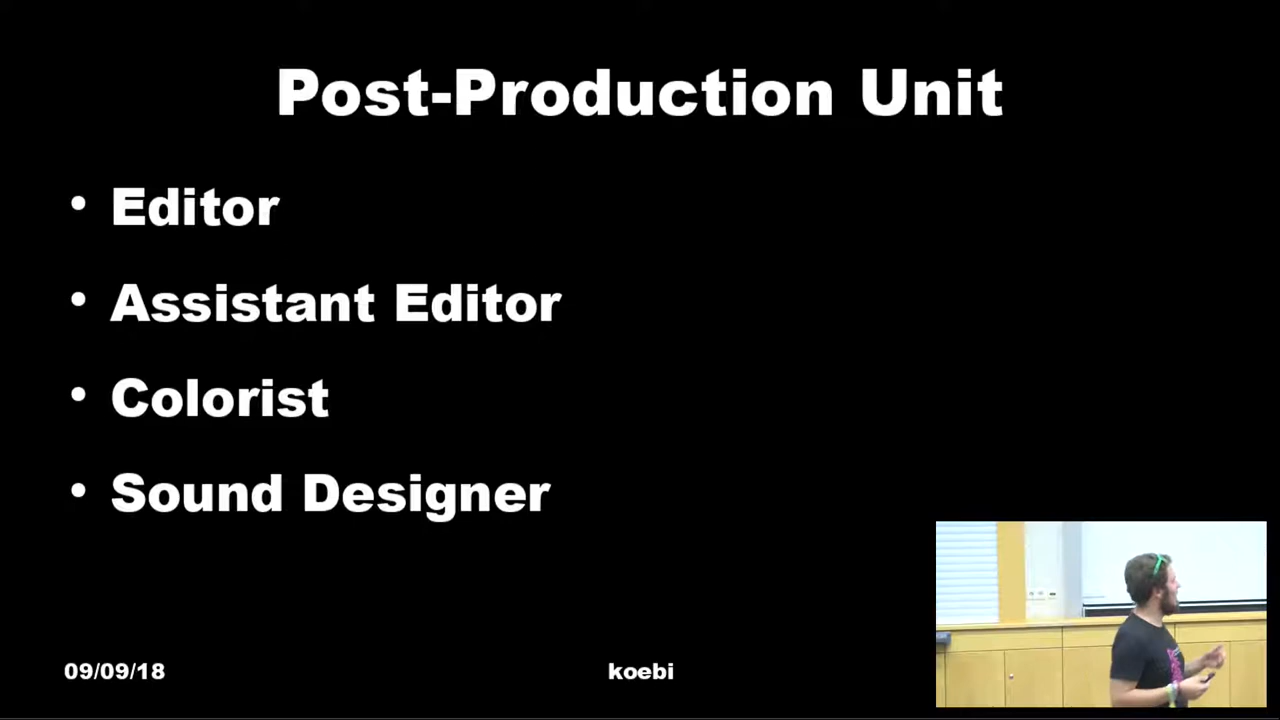 Post-Production Unit
• Editor
• Assistant Editor
• Colorist
• Sound Designer
09/09/18
koebi